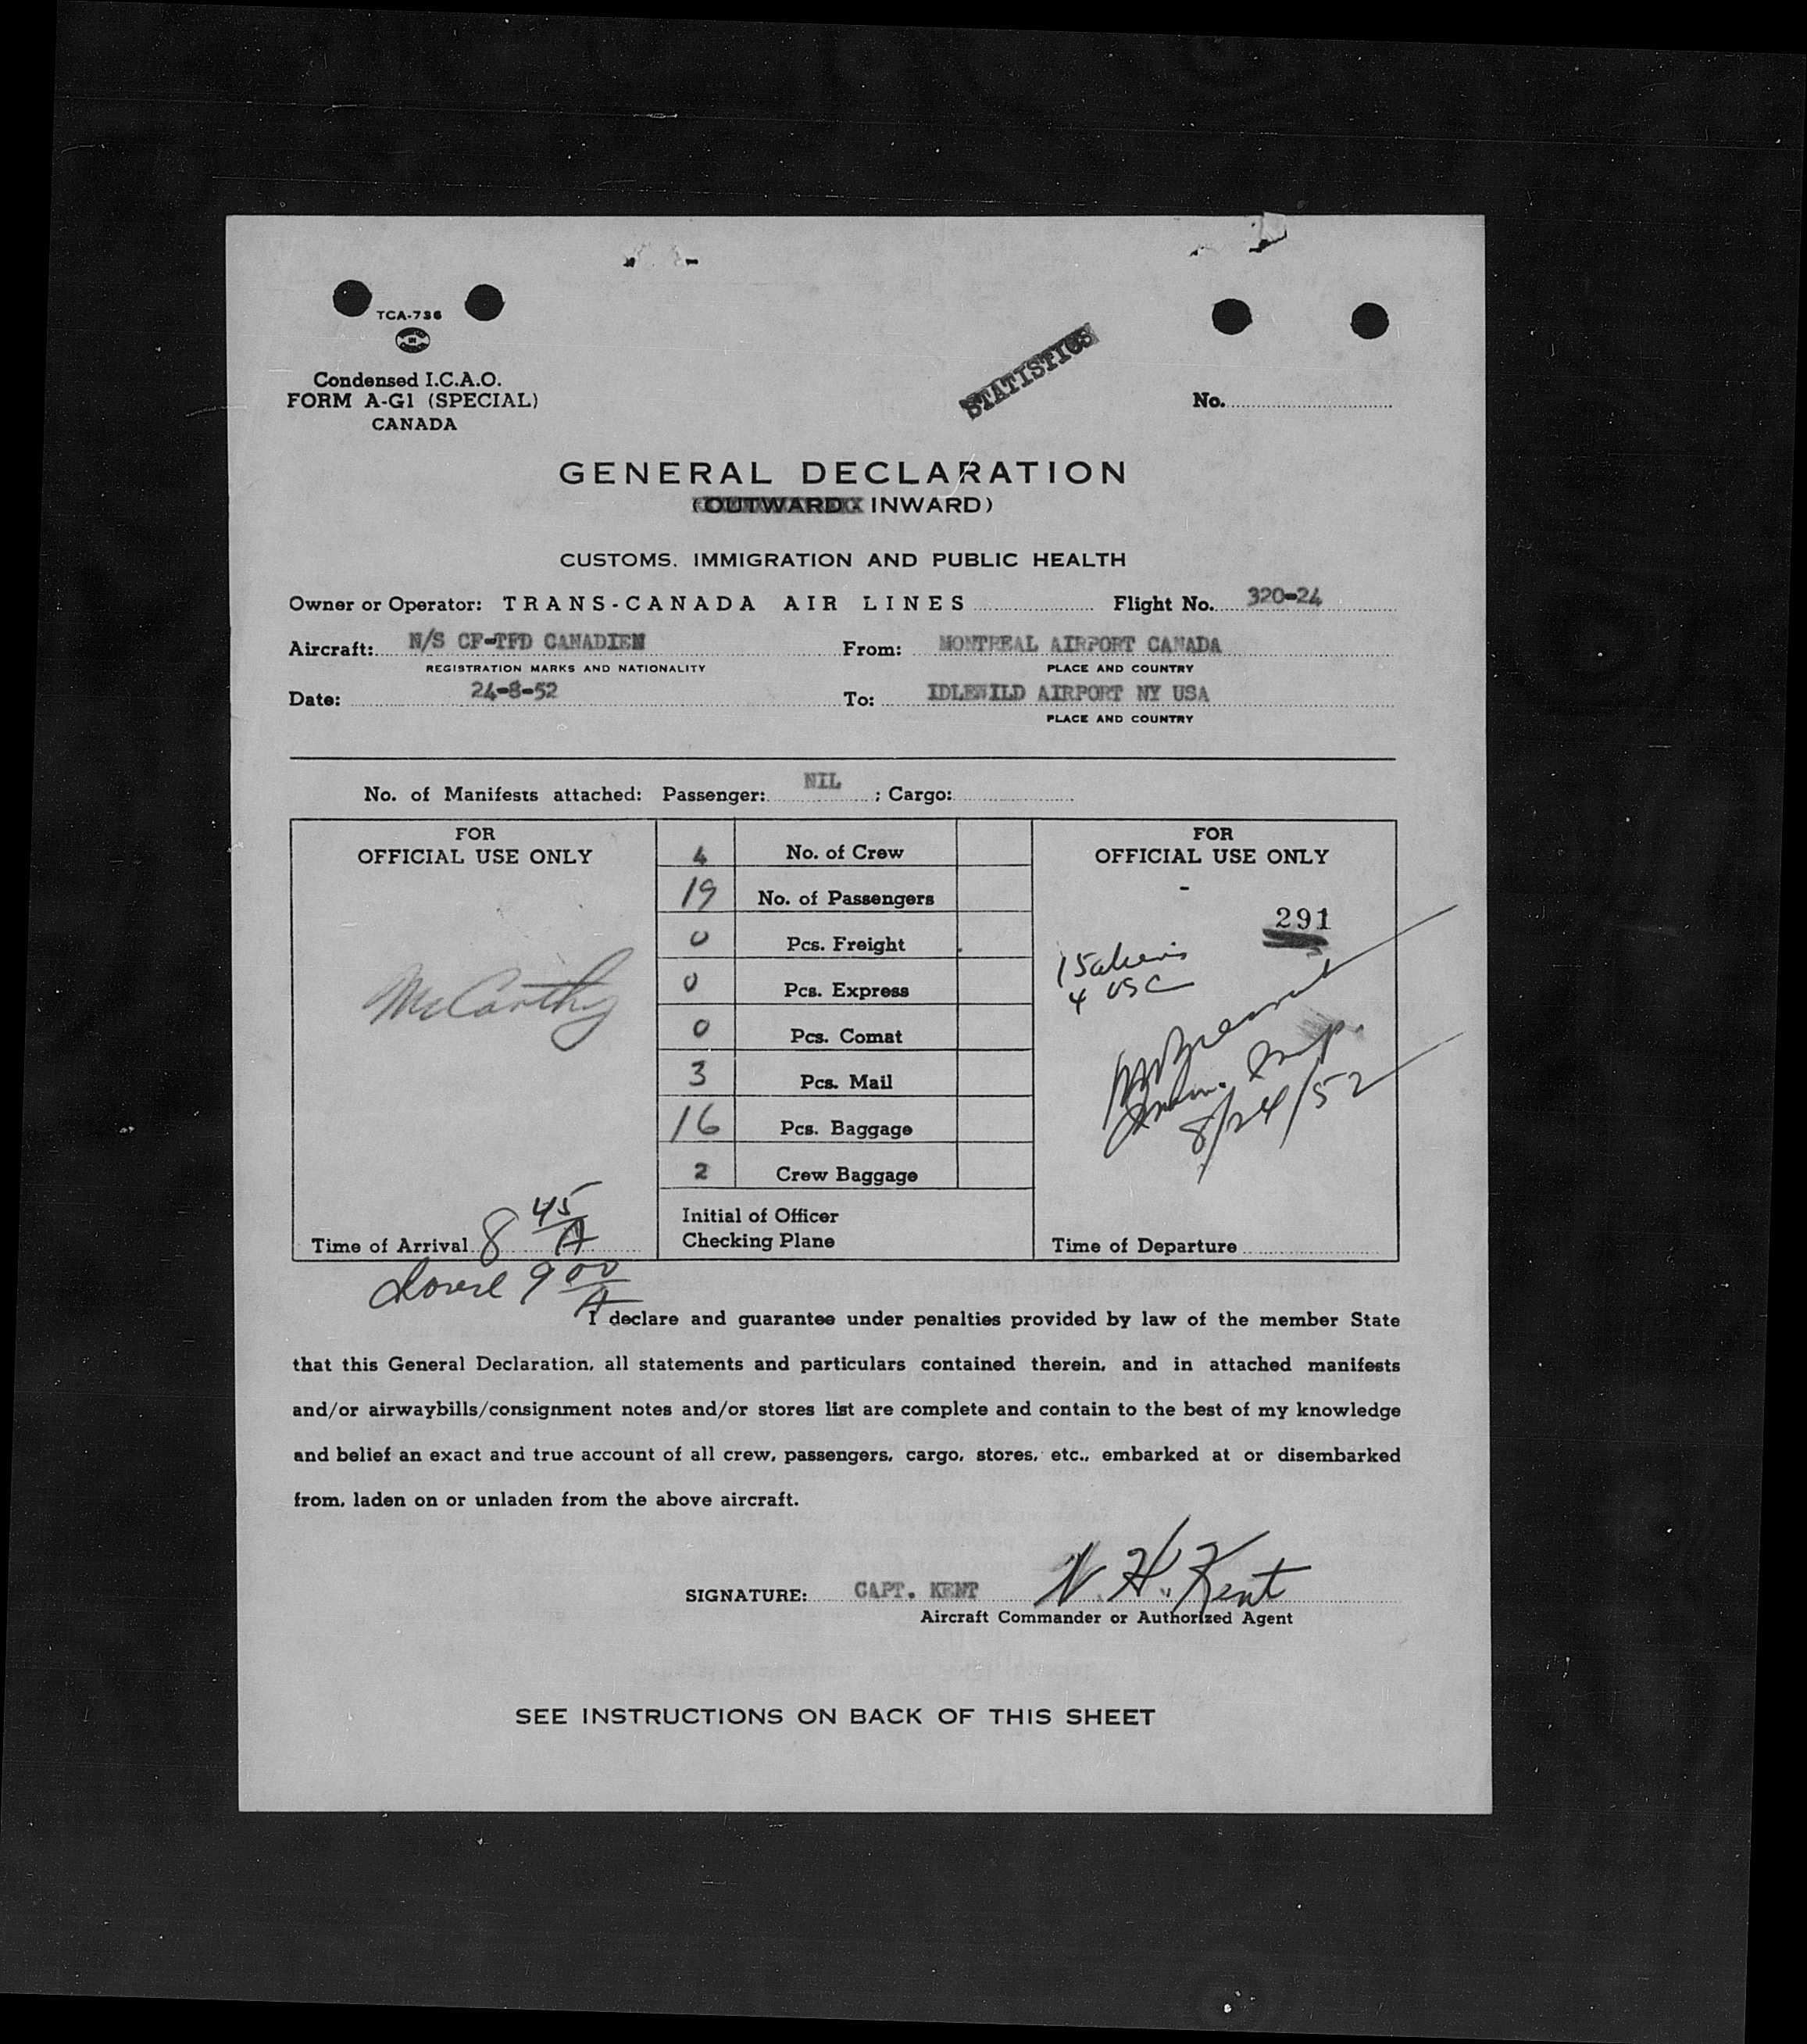 TCA-736
Condensed I.C.A.O.
FORM A-G1 (SPECIAL)
CANADA
STATISTICS
No.
GENERAL DECLARATION
(OUTWARD - INWARD)
CUSTOMS, IMMIGRATION AND PUBLIC HEALTH
Owner or Operator: TRANS-CANADA AIR LINES Flight No. 320-24
Aircraft: N/S CF-TFD CANADIEN From: MONTREAL AIRPORT CANADA
REGISTRATION MARKS AND NATIONALITY PLACE AND COUNTRY
Date: 24-8-52 To: IDLEWILD AIRPORT NY USA
PLACE AND COUNTRY
No. of Manifests attached: Passenger: NIL ; Cargo:
FOR
OFFICIAL USE ONLY
McCarthy
Time of Arrival 8 45/A
9 00/A
4 No. of Crew
19 No. of Passengers
0 Pcs. Freight
0 Pcs. Express
0 Pcs. Comat
3 Pcs. Mail
16 Pcs. Baggage
2 Crew Baggage
Initial of Officer
Checking Plane
FOR
OFFICIAL USE ONLY
291
15 aliens
4 USC
Imm. Insp.
8/24/52
Time of Departure
I declare and guarantee under penalties provided by law of the member State
that this General Declaration, all statements and particulars contained therein, and in attached manifests
and/or airwaybills/consignment notes and/or stores list are complete and contain to the best of my knowledge
and belief an exact and true account of all crew, passengers, cargo, stores, etc., embarked at or disembarked
from, laden on or unladen from the above aircraft.
SIGNATURE: CAPT. KENT N. H. Kent
Aircraft Commander or Authorized Agent
SEE INSTRUCTIONS ON BACK OF THIS SHEET